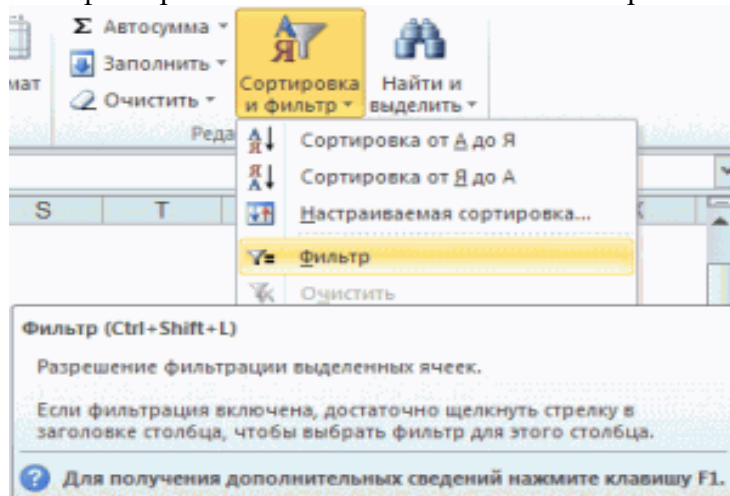 Σ Автосумма
Заполнить
Очистить
Сортировка
и фильтр
Найти и
выделить
мат
Реда
Сортировка от А до Я
Сортировка от Я до А
Настраиваемая сортировка...
S T
Фильтр
Очистить
Фильтр (Ctrl+Shift+L)
Разрешение фильтрации выделенных ячеек.
Если фильтрация включена, достаточно щелкнуть стрелку в
заголовке столбца, чтобы выбрать фильтр для этого столбца.
Для получения дополнительных сведений нажмите клавишу F1.